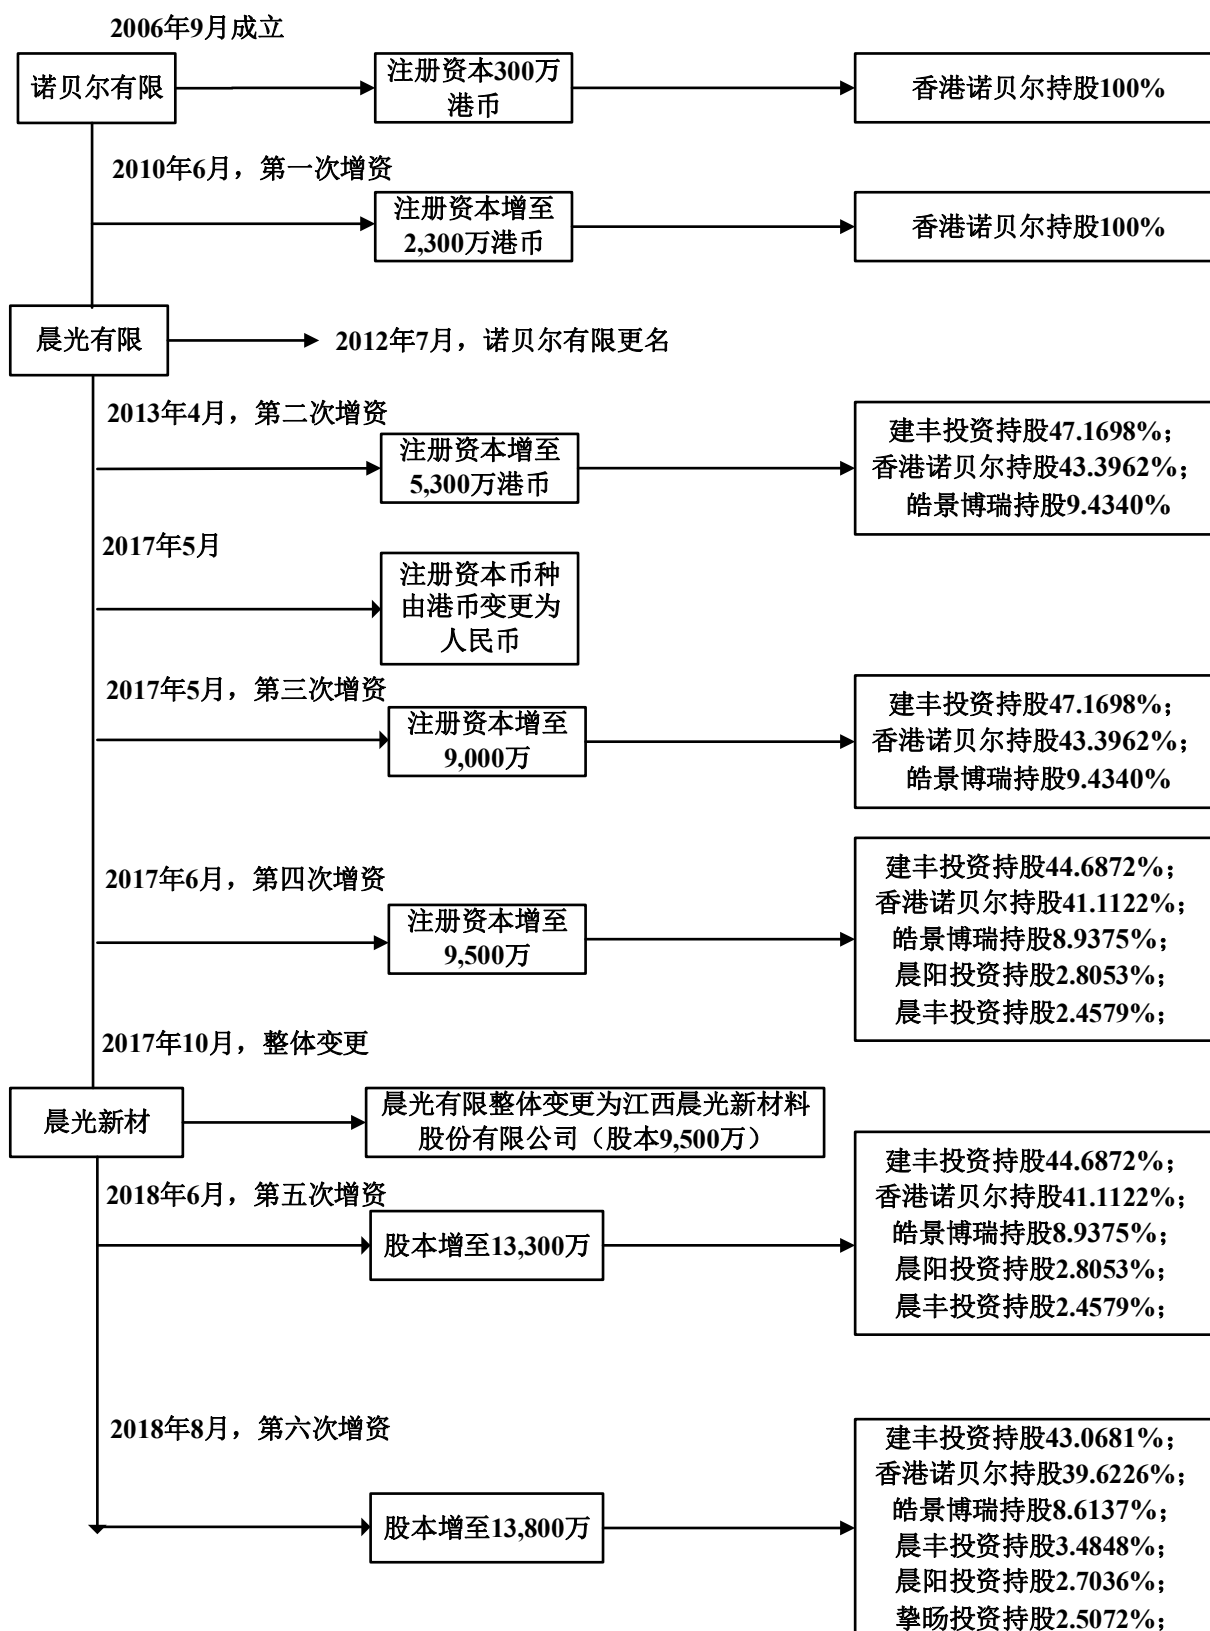 2006年9月成立
诺贝尔有限
注册资本300万
港币
香港诺贝尔持股100%
2010年6月，第一次增资
注册资本增至
2,300万港币
香港诺贝尔持股100%
晨光有限
2012年7月，诺贝尔有限更名
2013年4月，第二次增资
注册资本增至
5,300万港币
建丰投资持股47.1698%；
香港诺贝尔持股43.3962%；
皓景博瑞持股9.4340%
2017年5月
注册资本币种
由港币变更为
人民币
2017年5月，第三次增资
注册资本增至
9,000万
建丰投资持股47.1698%；
香港诺贝尔持股43.3962%；
皓景博瑞持股9.4340%
2017年6月，第四次增资
注册资本增至
9,500万
建丰投资持股44.6872%；
香港诺贝尔持股41.1122%；
皓景博瑞持股8.9375%；
晨阳投资持股2.8053%；
晨丰投资持股2.4579%；
2017年10月，整体变更
晨光新材
晨光有限整体变更为江西晨光新材料
股份有限公司（股本9,500万）
2018年6月，第五次增资
股本增至13,300万
建丰投资持股44.6872%；
香港诺贝尔持股41.1122%；
皓景博瑞持股8.9375%；
晨阳投资持股2.8053%；
晨丰投资持股2.4579%；
2018年8月，第六次增资
股本增至13,800万
建丰投资持股43.0681%；
香港诺贝尔持股39.6226%；
皓景博瑞持股8.6137%；
晨丰投资持股3.4848%；
晨阳投资持股2.7036%；
挚旸投资持股2.5072%；